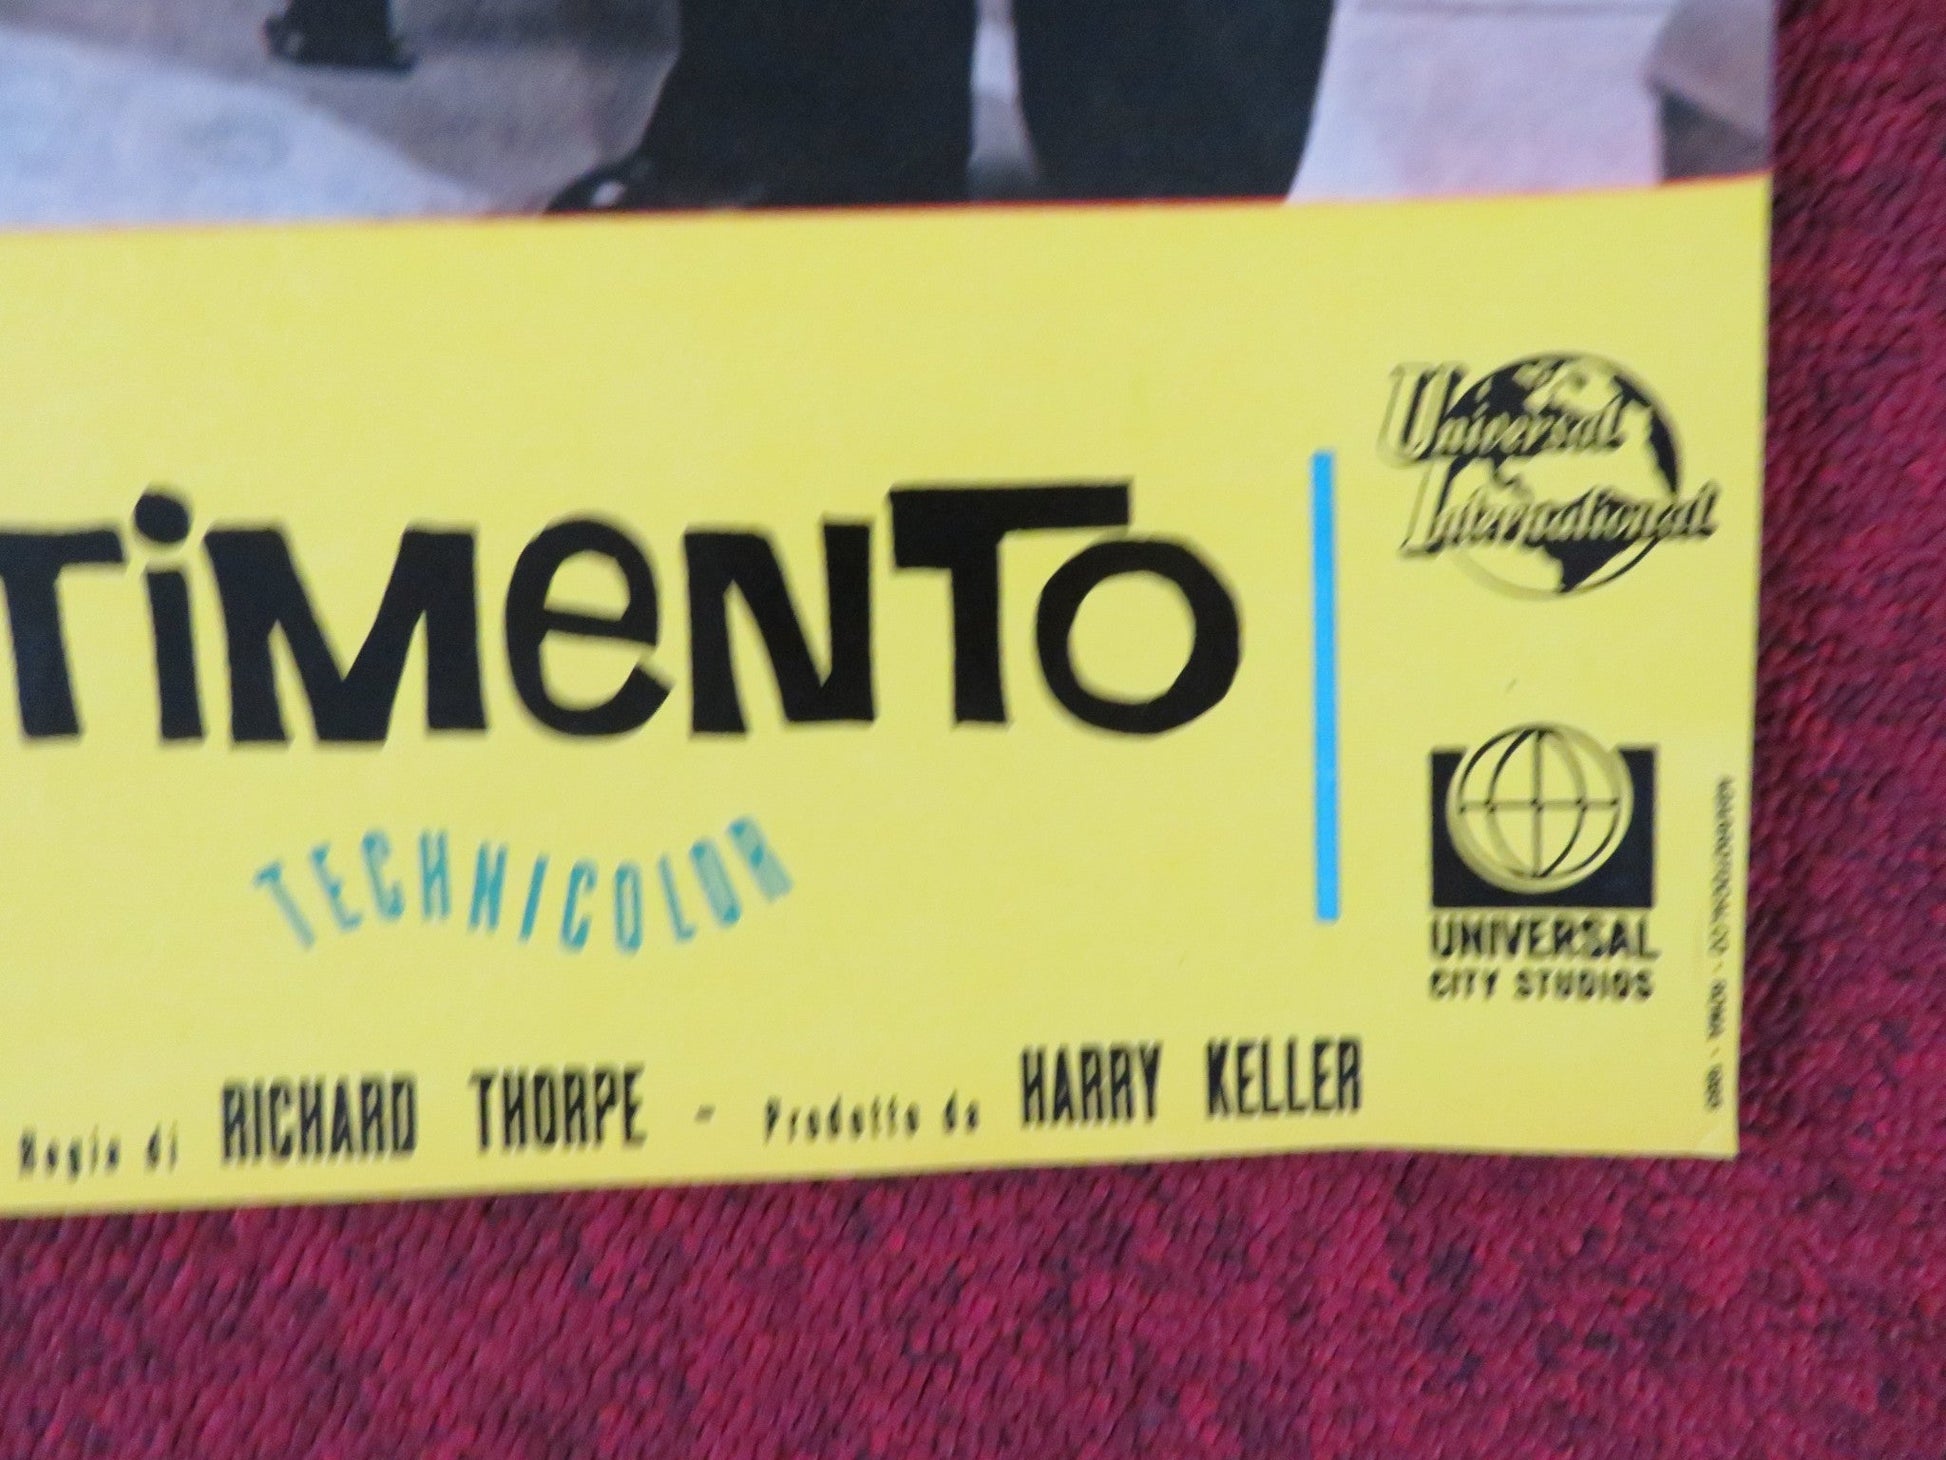 Universal
International
TiMeNTO
TECHNICOLOR
UNIVERSAL
CITY STUDIOS
Regia di RICHARD THORPE - Prodotto da HARRY KELLER